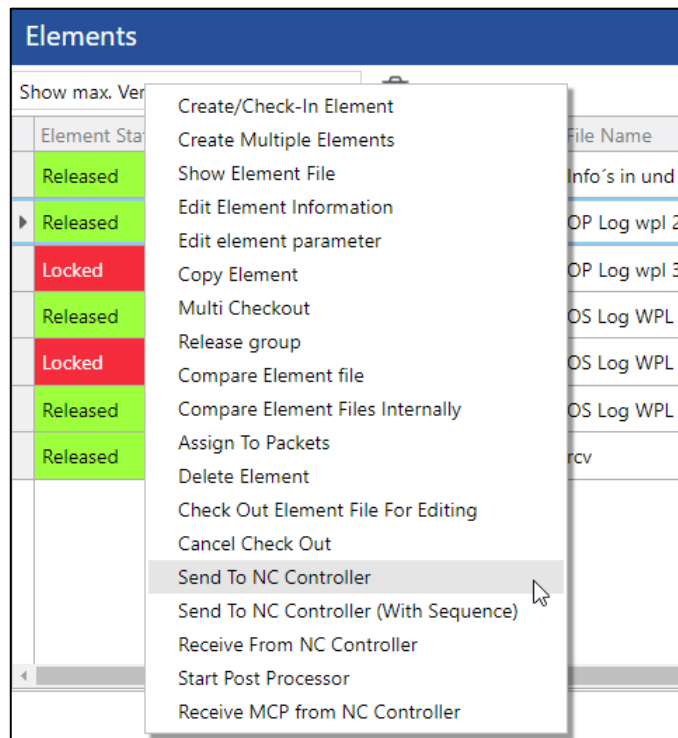 Elements
Show max. Ver
Element Sta
File Name
Released
Info´s in und
Released
OP Log wpl 2
Locked
OP Log wpl 3
Released
OS Log WPL
Locked
OS Log WPL
Released
OS Log WPL
Released
rcv
Create/Check-In Element
Create Multiple Elements
Show Element File
Edit Element Information
Edit element parameter
Copy Element
Multi Checkout
Release group
Compare Element file
Compare Element Files Internally
Assign To Packets
Delete Element
Check Out Element File For Editing
Cancel Check Out
Send To NC Controller
Send To NC Controller (With Sequence)
Receive From NC Controller
Start Post Processor
Receive MCP from NC Controller